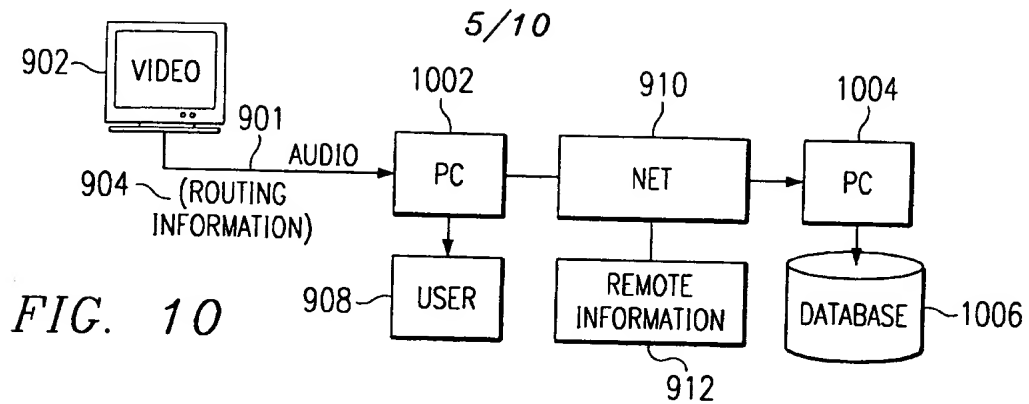 5/10
902
VIDEO
1002
910
1004
901
AUDIO
904
(ROUTING
INFORMATION)
PC
NET
PC
908
USER
REMOTE
INFORMATION
DATABASE
1006
912
FIG. 10